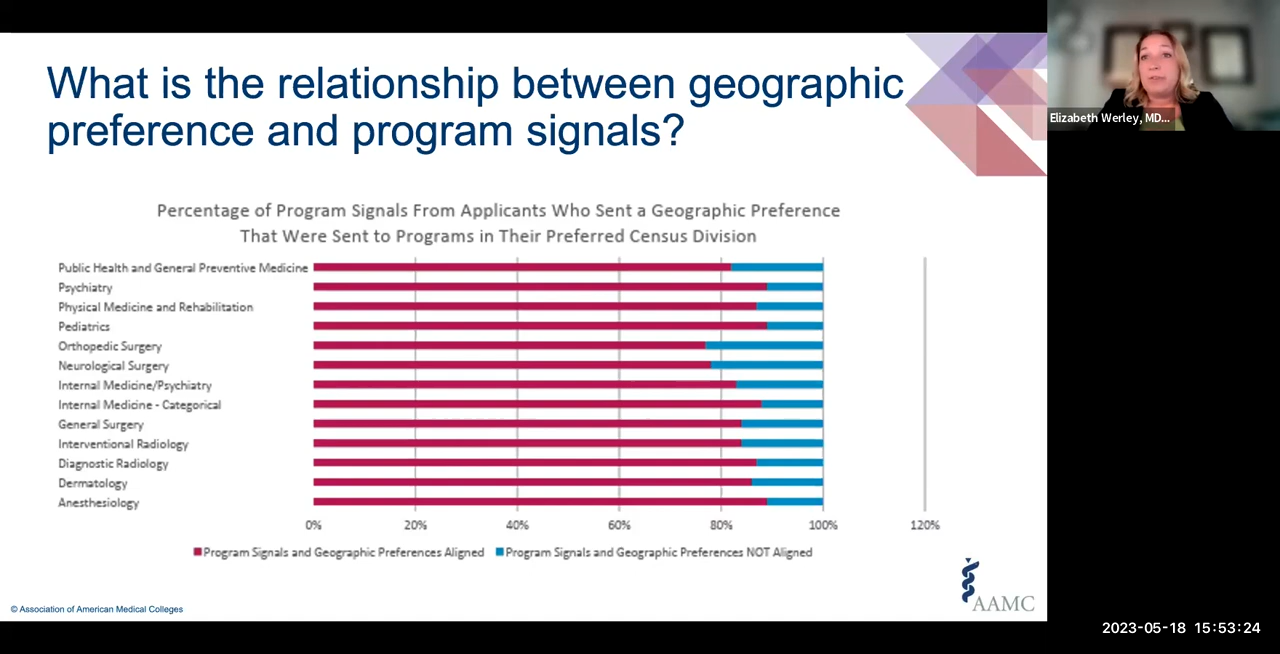 What is the relationship between geographic
preference and program signals?
Elizabeth Werley, MD...
Percentage of Program Signals From Applicants Who Sent a Geographic Preference
That Were Sent to Programs in Their Preferred Census Division
Public Health and General Preventive Medicine
Psychiatry
Physical Medicine and Rehabilitation
Pediatrics
Orthopedic Surgery
Neurological Surgery
Internal Medicine/Psychiatry
Internal Medicine - Categorical
General Surgery
Interventional Radiology
Diagnostic Radiology
Dermatology
Anesthesiology
0% 20% 40% 60% 80% 100% 120%
Program Signals and Geographic Preferences Aligned Program Signals and Geographic Preferences NOT Aligned
AAMC
© Association of American Medical Colleges
2023-05-18 15:53:24